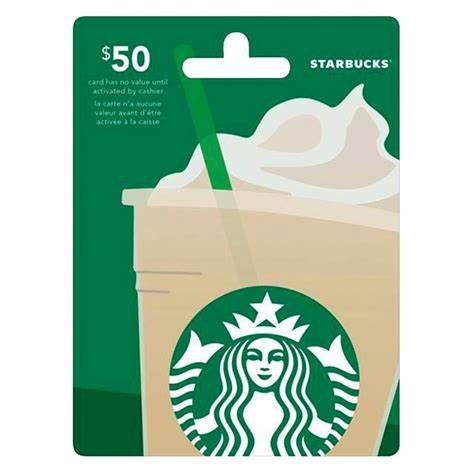 $50
card has no value until
activated by cashier
la carte n'a aucune
valeur avant d'être
activée à la caisse
STARBUCKS